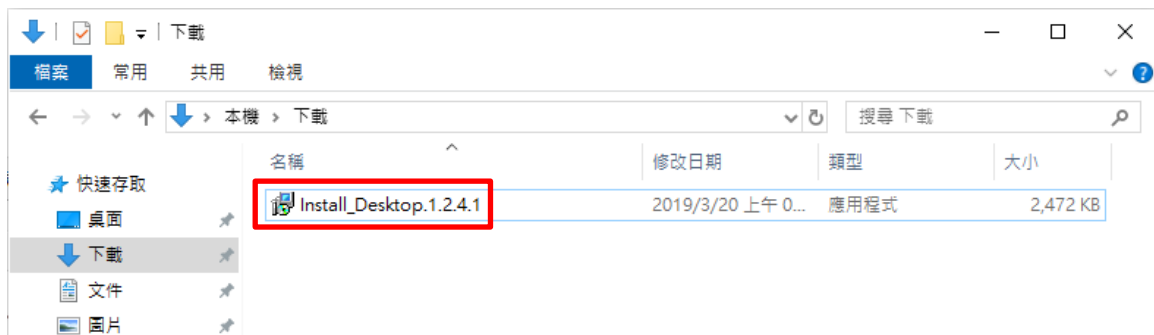 下載
檔案 常用 共用 檢視
本機 下載 搜尋 下載
名稱 修改日期 類型 大小
快速存取
Install_Desktop.1.2.4.1 2019/3/20 上午 0... 應用程式 2,472 KB
桌面
下載
文件
圖片